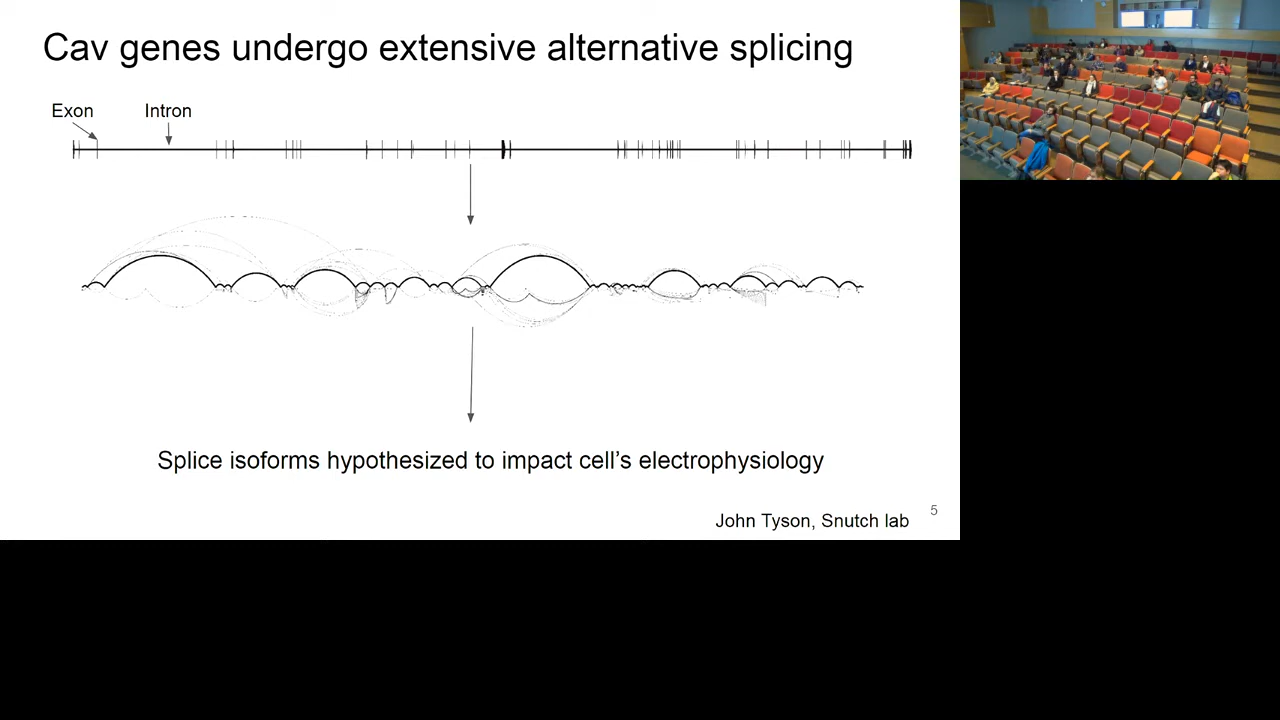 Cav genes undergo extensive alternative splicing
Exon
Intron
Splice isoforms hypothesized to impact cell's electrophysiology
John Tyson, Snutch lab
5